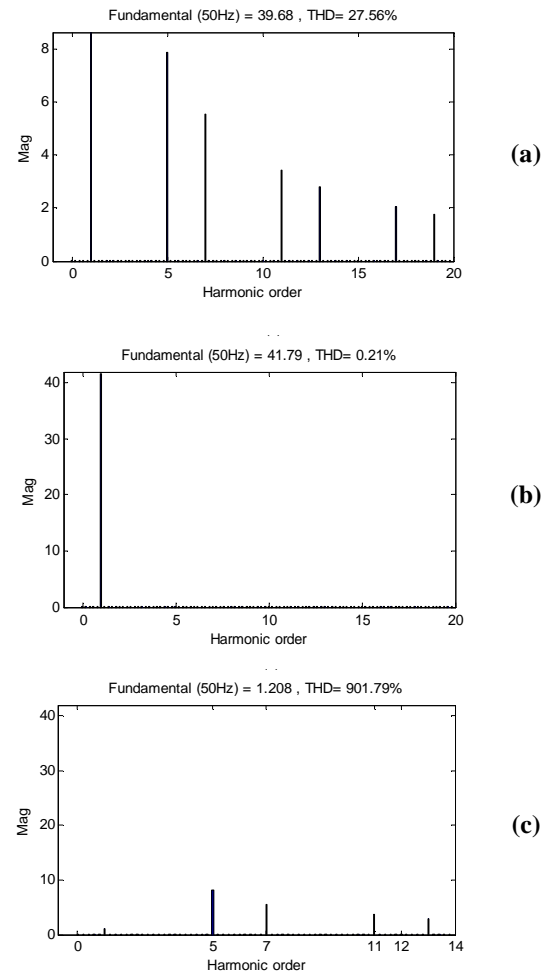 Fundamental (50Hz) = 39.68 , THD= 27.56%
8
6
4
2
0
Mag
0 5 10 15 20
Harmonic order
(a)
Fundamental (50Hz) = 41.79 , THD= 0.21%
40
30
20
10
0
Mag
0 5 10 15 20
Harmonic order
(b)
Fundamental (50Hz) = 1.208 , THD= 901.79%
40
30
20
10
0
Mag
0 5 7 11 12 14
Harmonic order
(c)